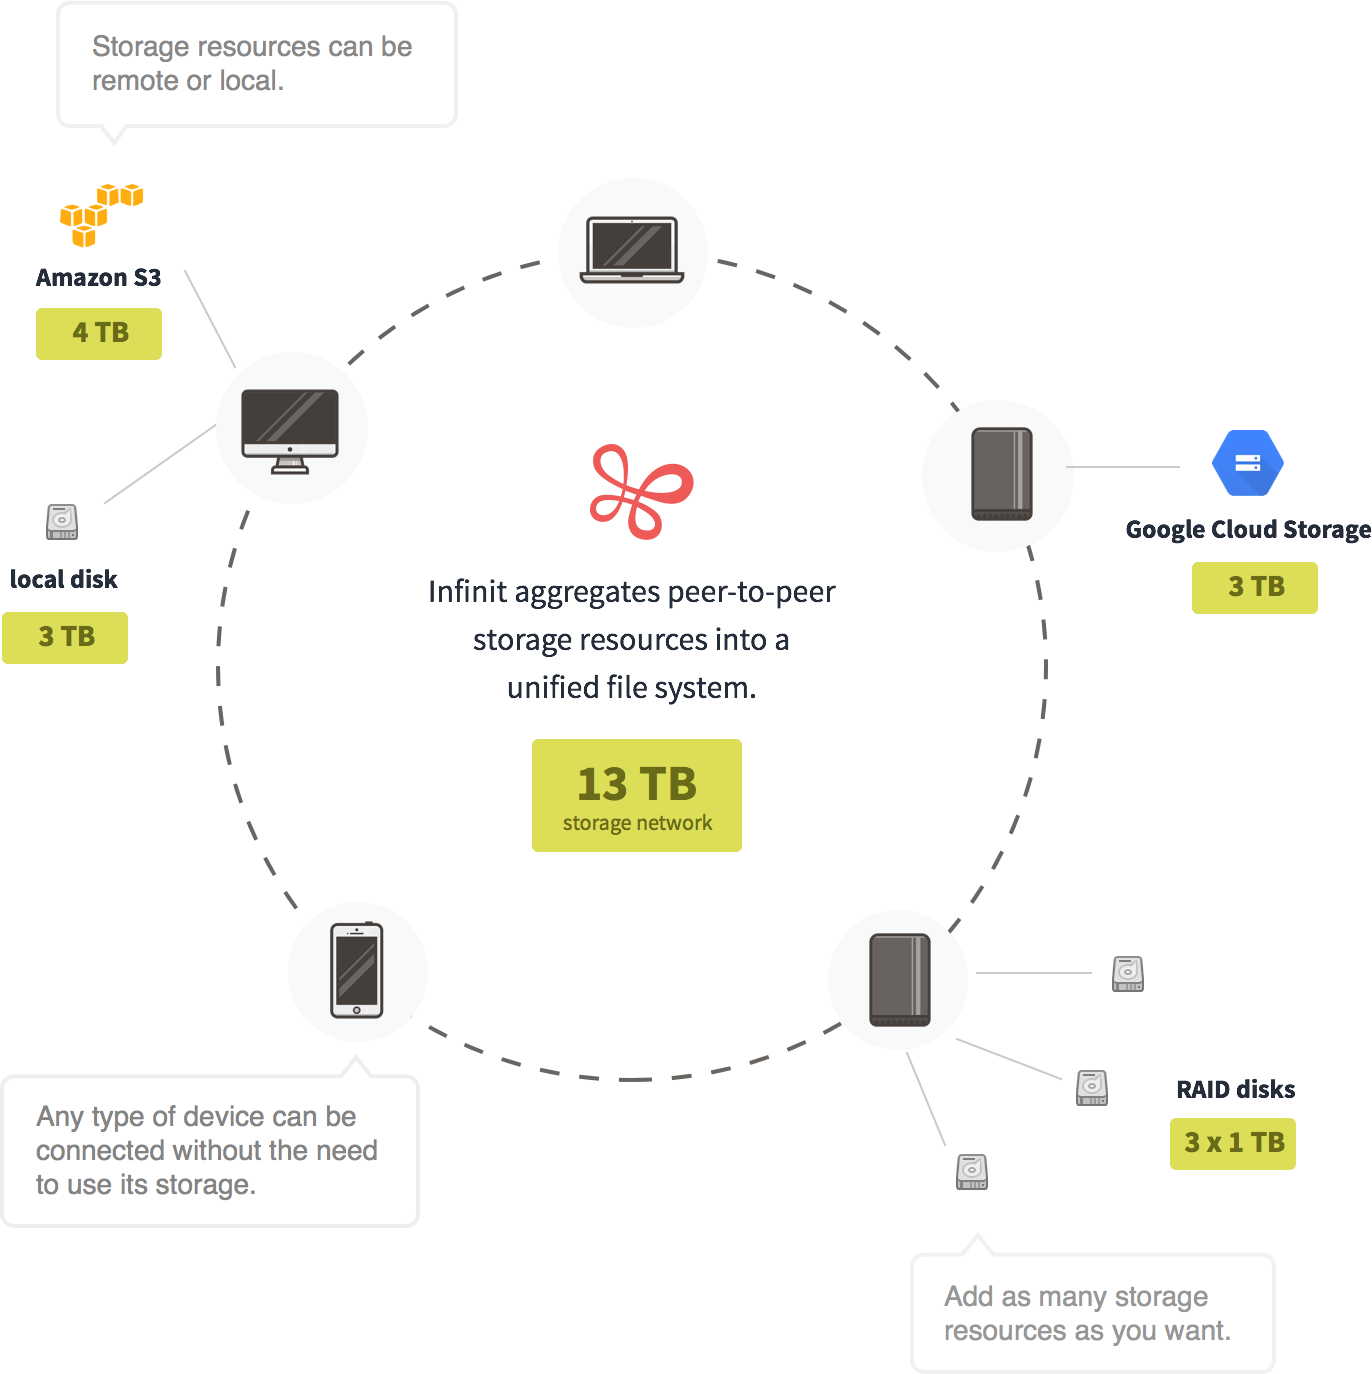 Storage resources can be
remote or local.
Amazon S3
4 TB
local disk
3 TB
Google Cloud Storage
3 TB
Infinit aggregates peer-to-peer
storage resources into a
unified file system.
13 TB
storage network
RAID disks
3 x 1 TB
Any type of device can be
connected without the need
to use its storage.
Add as many storage
resources as you want.